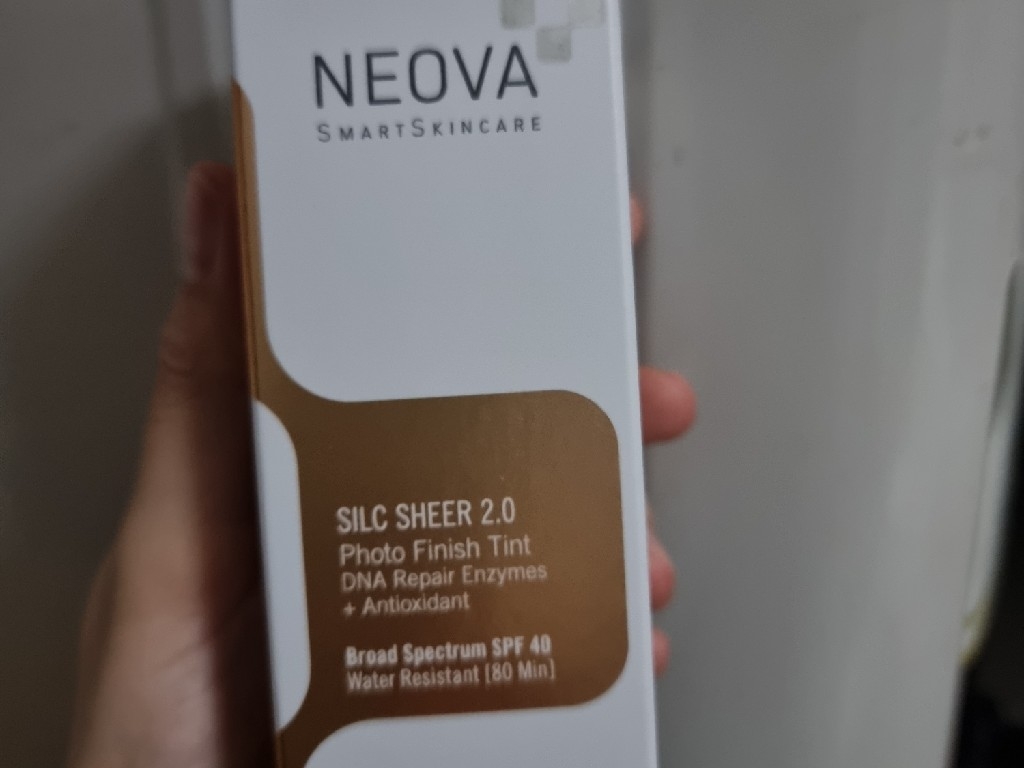 NEOVA
SMARTSKINCARE
SILC SHEER 2.0
Photo Finish Tint
DNA Repair Enzymes
+ Antioxidant
Broad Spectrum SPF 40
Water Resistant [80 Min]